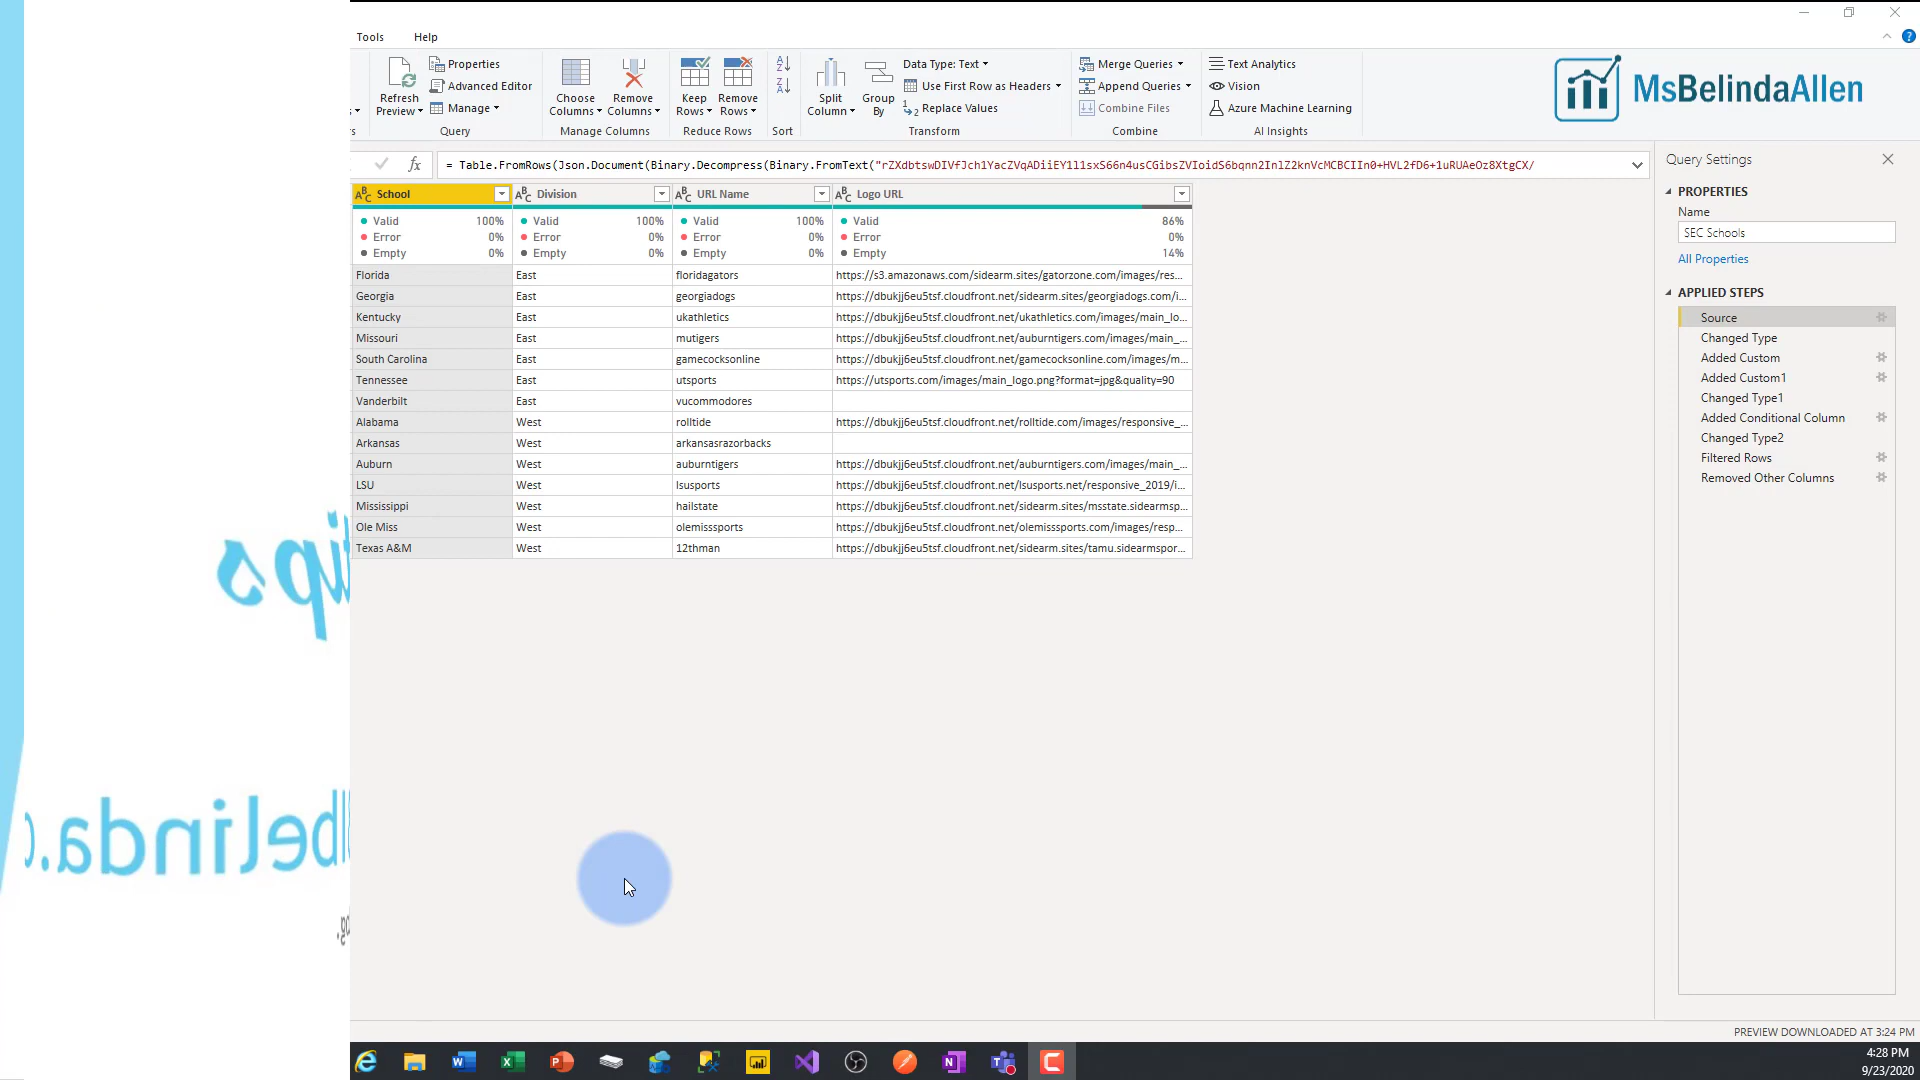 Tools Help
Refresh Preview
Properties
Advanced Editor
Manage
Query
Choose Columns
Remove Columns
Manage Columns
Keep Rows
Remove Rows
Reduce Rows
Sort
Split Column
Group By
Data Type: Text
Use First Row as Headers
Replace Values
Transform
Merge Queries
Append Queries
Combine Files
Combine
Text Analytics
Vision
Azure Machine Learning
AI Insights
MsBelindaAllen
= Table.FromRows(Json.Document(Binary.Decompress(Binary.FromText("rZXdbtswDIVfJch1YacZVqADiiEY1l1sxS66n4usCGibsZVIoidS6bqnn2InlZ2knVcMCBCIIn0+HVL2fD6+1uRUAeOz8XtgCX/
School Division URL Name Logo URL
Valid 100% Valid 100% Valid 100% Valid 86%
Error 0% Error 0% Error 0% Error 0%
Empty 0% Empty 0% Empty 0% Empty 14%
Florida East floridagators https://s3.amazonaws.com/sidearm.sites/gatorzone.com/images/res...
Georgia East georgiadogs https://dbukjj6eu5tsf.cloudfront.net/sidearm.sites/georgiadogs.com/i...
Kentucky East ukathletics https://dbukjj6eu5tsf.cloudfront.net/ukathletics.com/images/main_lo...
Missouri East mutigers https://dbukjj6eu5tsf.cloudfront.net/auburntigers.com/images/main_...
South Carolina East gamecocksonline https://dbukjj6eu5tsf.cloudfront.net/gamecocksonline.com/images/m...
Tennessee East utsports https://utsports.com/images/main_logo.png?format=jpg&quality=90
Vanderbilt East vucommodores
Alabama West rolltide https://dbukjj6eu5tsf.cloudfront.net/rolltide.com/images/responsive_...
Arkansas West arkansasrazorbacks
Auburn West auburntigers https://dbukjj6eu5tsf.cloudfront.net/auburntigers.com/images/main_...
LSU West lsusports https://dbukjj6eu5tsf.cloudfront.net/lsusports.net/responsive_2019/i...
Mississippi West hailstate https://dbukjj6eu5tsf.cloudfront.net/sidearm.sites/msstate.sidearmsp...
Ole Miss West olemisssports https://dbukjj6eu5tsf.cloudfront.net/olemisssports.com/images/resp...
Texas A&M West 12thman https://dbukjj6eu5tsf.cloudfront.net/sidearm.sites/tamu.sidearmspor...
Query Settings
PROPERTIES
Name
SEC Schools
All Properties
APPLIED STEPS
Source
Changed Type
Added Custom
Added Custom1
Changed Type1
Added Conditional Column
Changed Type2
Filtered Rows
Removed Other Columns
PREVIEW DOWNLOADED AT 3:24 PM
4:28 PM
9/23/2020